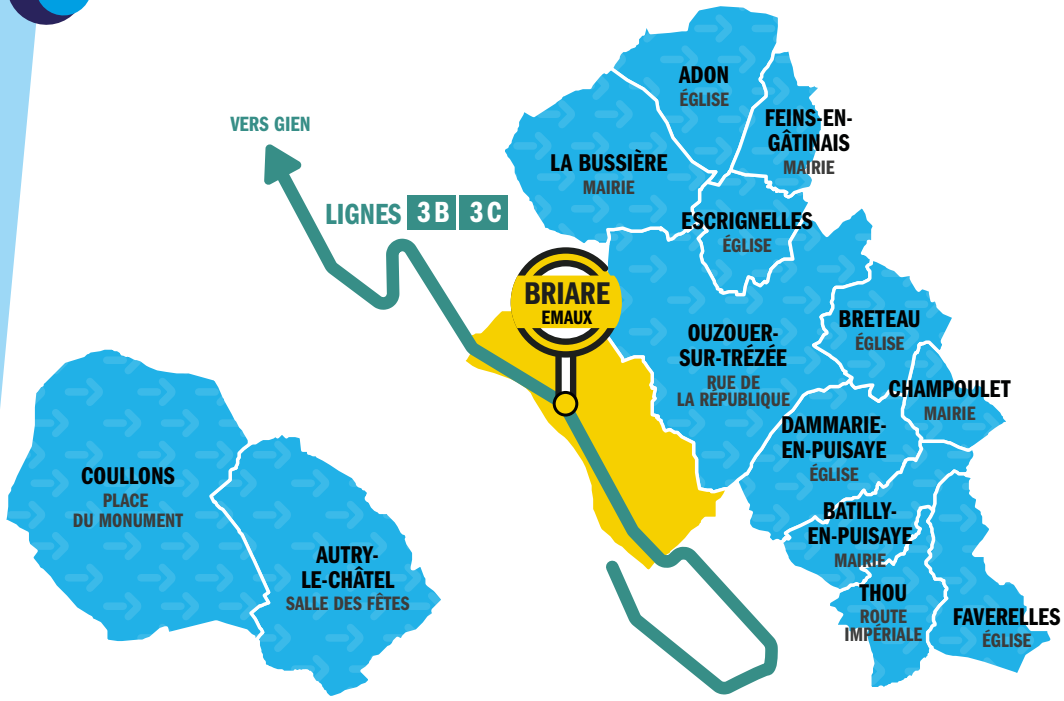 VERS GIEN
LIGNES 3B 3C
BRIARE
EMAUX
ADON
ÉGLISE
FEINS-EN-
GÂTINAIS
MAIRIE
LA BUSSIÈRE
MAIRIE
ESCRIGNELLES
ÉGLISE
OUZOUER-
SUR-TRÉZÉE
RUE DE
LA RÉPUBLIQUE
BRETEAU
ÉGLISE
CHAMPOULET
MAIRIE
DAMMARIE-
EN-PUISAYE
ÉGLISE
BATILLY-
EN-PUISAYE
MAIRIE
THOU
ROUTE
IMPÉRIALE
FAVERELLES
ÉGLISE
COULLONS
PLACE
DU MONUMENT
AUTRY-
LE-CHÂTEL
SALLE DES FÊTES